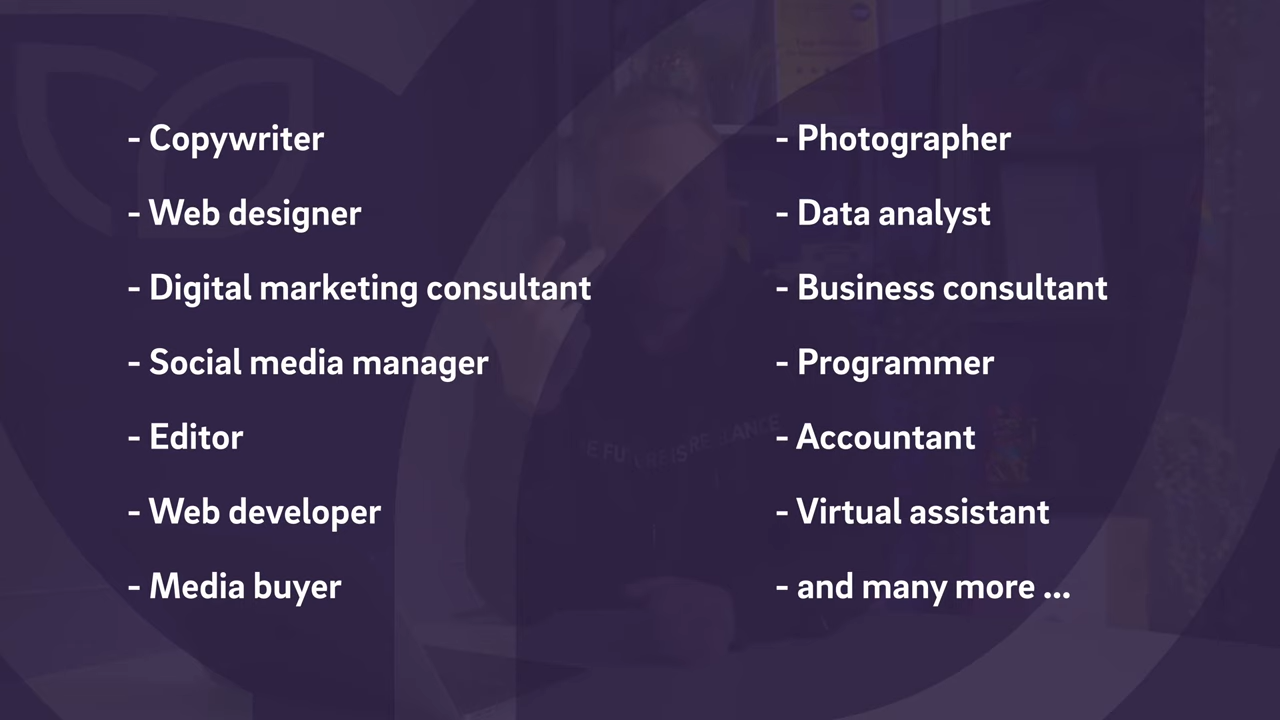 - Copywriter
- Web designer
- Digital marketing consultant
- Social media manager
- Editor
- Web developer
- Media buyer
- Photographer
- Data analyst
- Business consultant
- Programmer
- Accountant
- Virtual assistant
- and many more ...